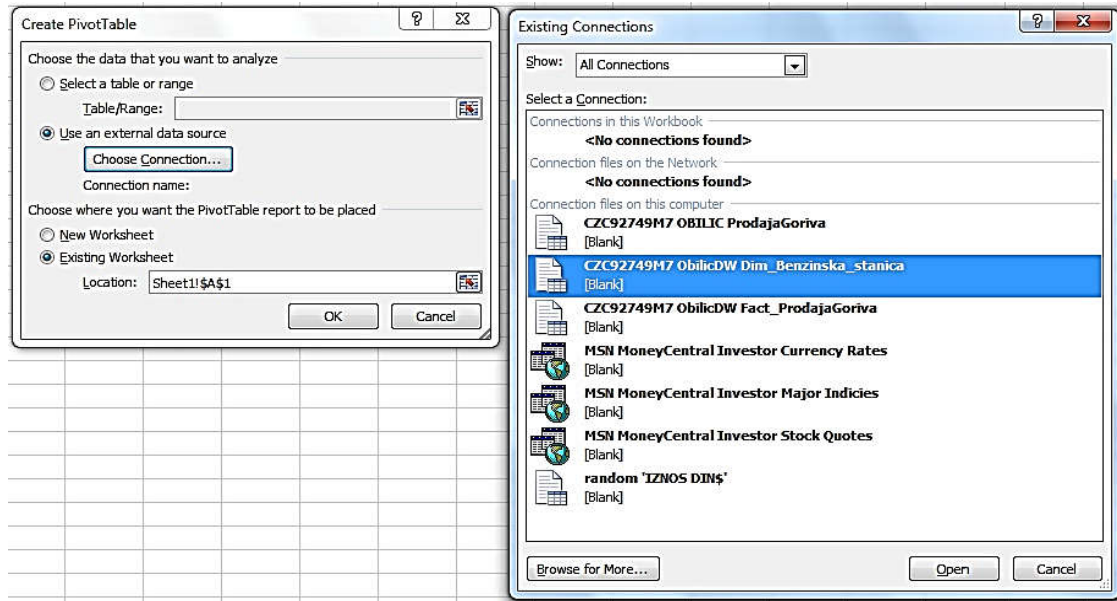 Create PivotTable
Choose the data that you want to analyze
Select a table or range
Table/Range:
Use an external data source
Choose Connection...
Connection name:
Choose where you want the PivotTable report to be placed
New Worksheet
Existing Worksheet
Location: Sheet1!$A$1
OK Cancel
Existing Connections
Show: All Connections
Select a Connection:
Connections in this Workbook
<No connections found>
Connection files on the Network
<No connections found>
Connection files on this computer
CZC92749M7 OBILIC ProdajaGoriva
[Blank]
CZC92749M7 ObilicDW Dim_Benzinska_stanica
[Blank]
CZC92749M7 ObilicDW Fact_ProdajaGoriva
[Blank]
MSN MoneyCentral Investor Currency Rates
[Blank]
MSN MoneyCentral Investor Major Indicies
[Blank]
MSN MoneyCentral Investor Stock Quotes
[Blank]
random 'IZNOS DIN$'
[Blank]
Browse for More... Open Cancel